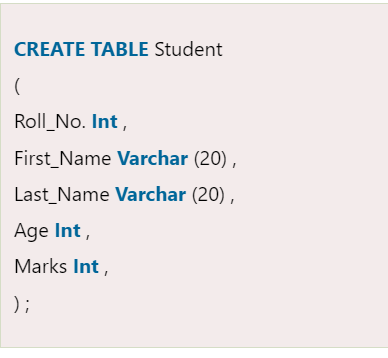 CREATE TABLE Student
(
Roll_No. Int ,
First_Name Varchar (20) ,
Last_Name Varchar (20) ,
Age Int ,
Marks Int ,
) ;